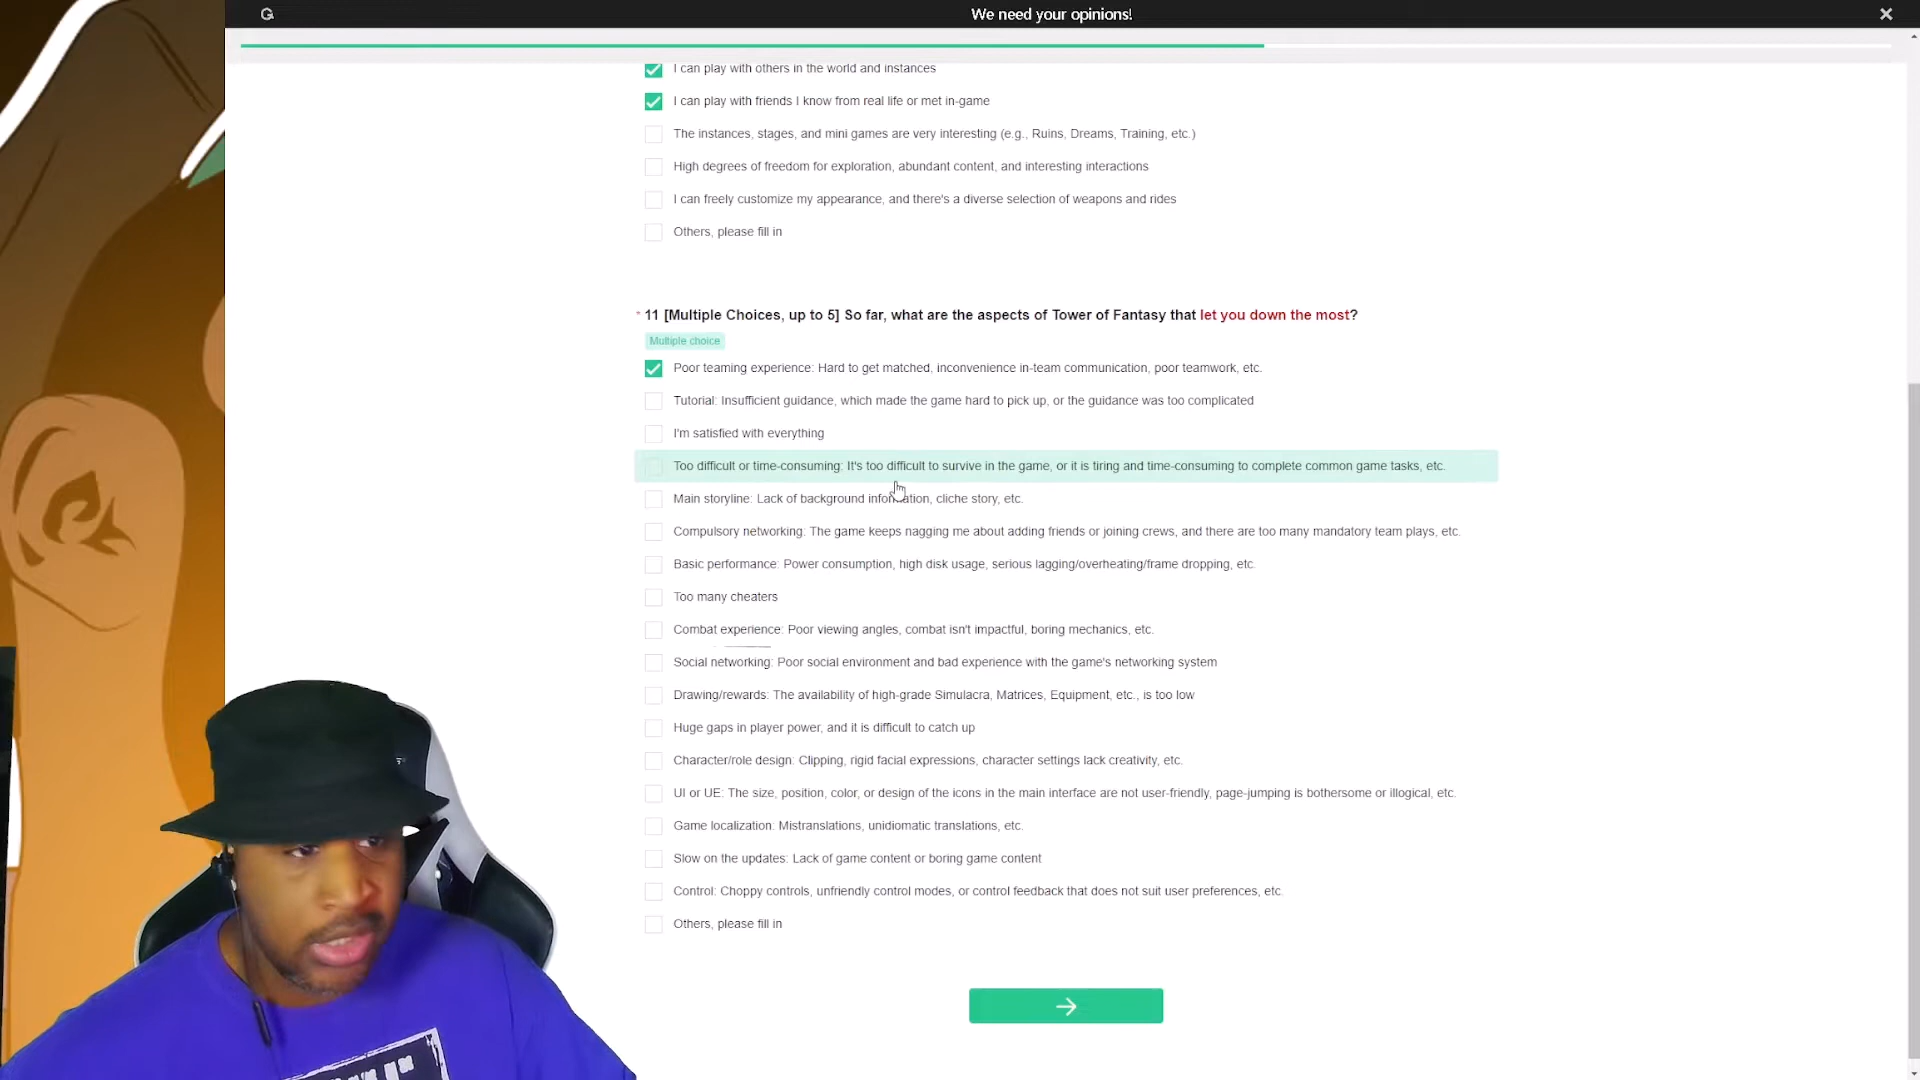 We need your opinions!
I can play with others in the world and instances
I can play with friends I know from real life or met in-game
The instances, stages, and mini games are very interesting (e.g., Ruins, Dreams, Training, etc.)
High degrees of freedom for exploration, abundant content, and interesting interactions
I can freely customize my appearance, and there's a diverse selection of weapons and rides
Others, please fill in
* 11 [Multiple Choices, up to 5] So far, what are the aspects of Tower of Fantasy that let you down the most?
Multiple choice
Poor teaming experience: Hard to get matched, inconvenience in-team communication, poor teamwork, etc.
Tutorial: Insufficient guidance, which made the game hard to pick up, or the guidance was too complicated
I'm satisfied with everything
Too difficult or time-consuming: It's too difficult to survive in the game, or it is tiring and time-consuming to complete common game tasks, etc.
Main storyline: Lack of background information, cliche story, etc.
Compulsory networking: The game keeps nagging me about adding friends or joining crews, and there are too many mandatory team plays, etc.
Basic performance: Power consumption, high disk usage, serious lagging/overheating/frame dropping, etc.
Too many cheaters
Combat experience: Poor viewing angles, combat isn't impactful, boring mechanics, etc.
Social networking: Poor social environment and bad experience with the game's networking system
Drawing/rewards: The availability of high-grade Simulacra, Matrices, Equipment, etc., is too low
Huge gaps in player power, and it is difficult to catch up
Character/role design: Clipping, rigid facial expressions, character settings lack creativity, etc.
UI or UE: The size, position, color, or design of the icons in the main interface are not user-friendly, page-jumping is bothersome or illogical, etc.
Game localization: Mistranslations, unidiomatic translations, etc.
Slow on the updates: Lack of game content or boring game content
Control: Choppy controls, unfriendly control modes, or control feedback that does not suit user preferences, etc.
Others, please fill in